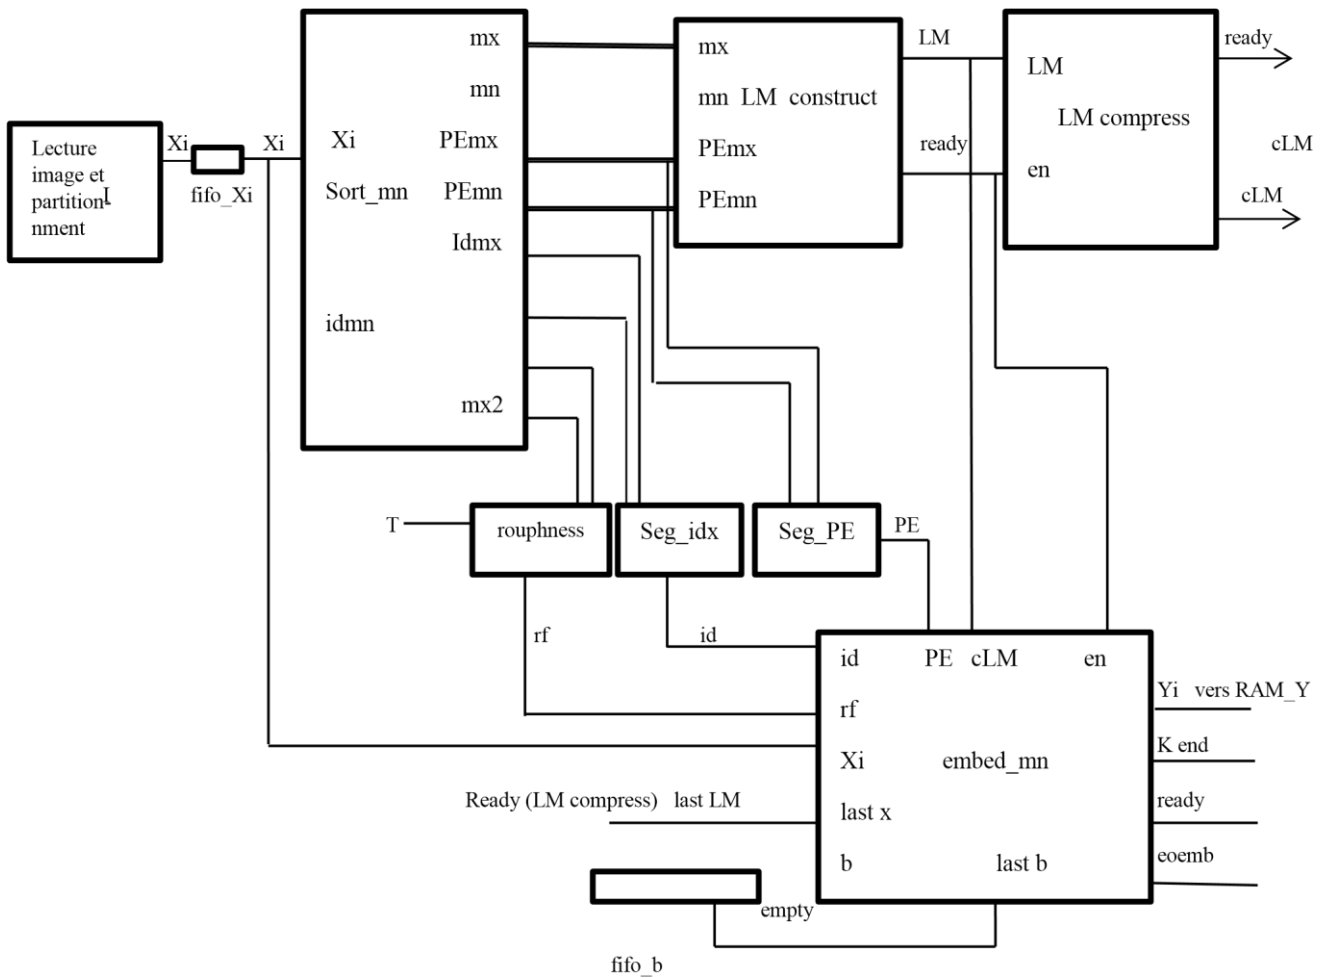 Lecture
image et
partition-
nment
Xi
fifo_Xi
Xi
Xi
Sort_mn
idmn
mx
mn
PEmx
PEmn
Idmx
mx2
mx
mn LM construct
PEmx
PEmn
LM
ready
LM
LM compress
en
ready
cLM
cLM
T
rouphness
Seg_idx
Seg_PE
PE
rf
id
id PE cLM en
rf
Xi embed_mn
last x
b last b
Yi vers RAM_Y
K end
ready
eoemb
Ready (LM compress) last LM
empty
fifo_b